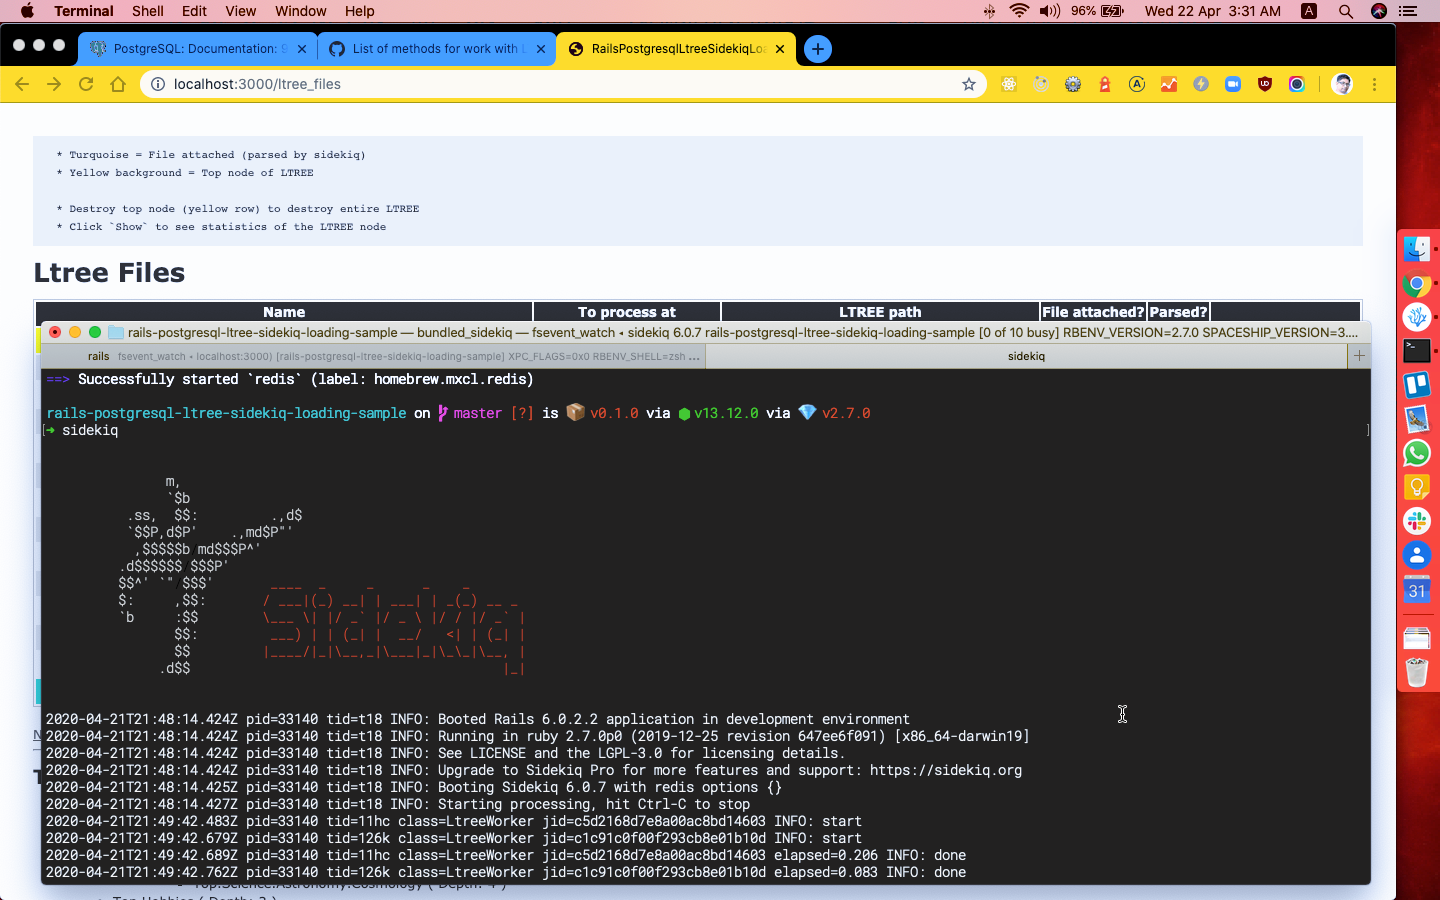 Terminal Shell Edit View Window Help 96% Wed 22 Apr 3:31 AM A
PostgreSQL: Documentation: 9 List of methods for work with L RailsPostgresqlLtreeSidekiqLoa
localhost:3000/ltree_files
* Turquoise = File attached (parsed by sidekiq)
* Yellow background = Top node of LTREE
* Destroy top node (yellow row) to destroy entire LTREE
* Click `Show` to see statistics of the LTREE node
Ltree Files
Name To process at LTREE path File attached? Parsed?
rails-postgresql-ltree-sidekiq-loading-sample — bundled_sidekiq — fsevent_watch ◂ sidekiq 6.0.7 rails-postgresql-ltree-sidekiq-loading-sample [0 of 10 busy] RBENV_VERSION=2.7.0 SPACESHIP_VERSION=3....
rails fsevent_watch • localhost:3000) [rails-postgresql-ltree-sidekiq-loading-sample] XPC_FLAGS=0x0 RBENV_SHELL=zsh ... sidekiq
==> Successfully started `redis` (label: homebrew.mxcl.redis)
rails-postgresql-ltree-sidekiq-loading-sample on master [?] is v0.1.0 via v13.12.0 via v2.7.0
➜ sidekiq
m,
`$b
.ss, $$: .,d$
`$$P,d$P' .,md$P"'
,$$$$$b md$$$P^'
.d$$$$$$/$$$P'
$$^' `"/$$$'
$: ,$$:
`b :$$
$$:
$$
.d$$
Sidekiq
2020-04-21T21:48:14.424Z pid=33140 tid=t18 INFO: Booted Rails 6.0.2.2 application in development environment
2020-04-21T21:48:14.424Z pid=33140 tid=t18 INFO: Running in ruby 2.7.0p0 (2019-12-25 revision 647ee6f091) [x86_64-darwin19]
2020-04-21T21:48:14.424Z pid=33140 tid=t18 INFO: See LICENSE and the LGPL-3.0 for licensing details.
2020-04-21T21:48:14.424Z pid=33140 tid=t18 INFO: Upgrade to Sidekiq Pro for more features and support: https://sidekiq.org
2020-04-21T21:48:14.425Z pid=33140 tid=t18 INFO: Booting Sidekiq 6.0.7 with redis options {}
2020-04-21T21:48:14.427Z pid=33140 tid=t18 INFO: Starting processing, hit Ctrl-C to stop
2020-04-21T21:49:42.483Z pid=33140 tid=11hc class=LtreeWorker jid=c5d2168d7e8a00ac8bd14603 INFO: start
2020-04-21T21:49:42.679Z pid=33140 tid=126k class=LtreeWorker jid=c1c91c0f00f293cb8e01b10d INFO: start
2020-04-21T21:49:42.689Z pid=33140 tid=11hc class=LtreeWorker jid=c5d2168d7e8a00ac8bd14603 elapsed=0.206 INFO: done
2020-04-21T21:49:42.762Z pid=33140 tid=126k class=LtreeWorker jid=c1c91c0f00f293cb8e01b10d elapsed=0.083 INFO: done
Top.Science.Astronomy.Cosmology ( Depth: 4 )
Top.Hobbies ( Depth: 2 )
31